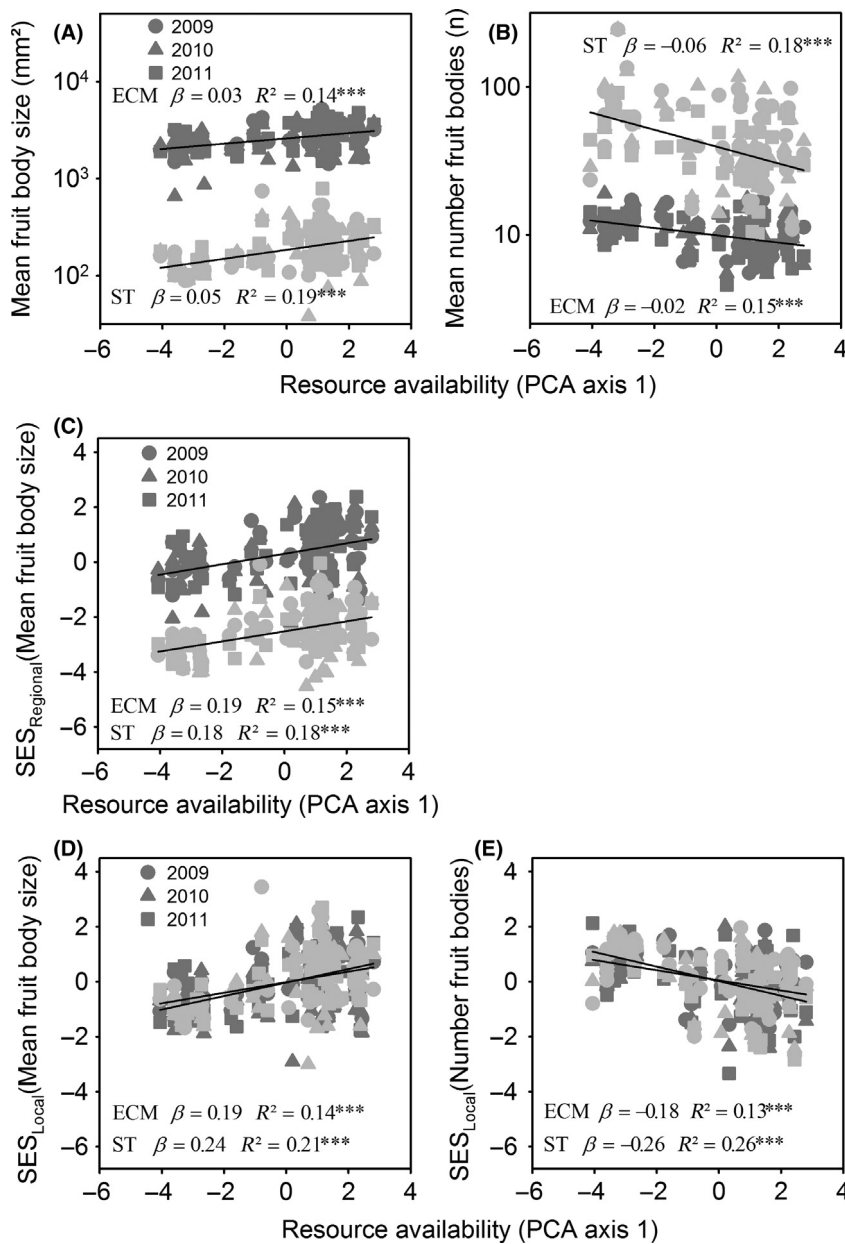 (A)
2009
2010
2011
ECM β = 0.03 R² = 0.14***
ST β = 0.05 R² = 0.19***
10⁴
10³
10²
Mean fruit body size (mm²)
−6 −4 −2 0 2 4
(B)
ST β = −0.06 R² = 0.18***
ECM β = −0.02 R² = 0.15***
100
10
Mean number fruit bodies (n)
−6 −4 −2 0 2 4
Resource availability (PCA axis 1)
(C)
2009
2010
2011
ECM β = 0.19 R² = 0.15***
ST β = 0.18 R² = 0.18***
4
2
0
−2
−4
−6
SES Regional (Mean fruit body size)
−6 −4 −2 0 2 4
Resource availability (PCA axis 1)
(D)
2009
2010
2011
ECM β = 0.19 R² = 0.14***
ST β = 0.24 R² = 0.21***
4
2
0
−2
−4
−6
SES Local (Mean fruit body size)
−6 −4 −2 0 2 4
(E)
ECM β = −0.18 R² = 0.13***
ST β = −0.26 R² = 0.26***
4
2
0
−2
−4
−6
SES Local (Number fruit bodies)
−6 −4 −2 0 2 4
Resource availability (PCA axis 1)